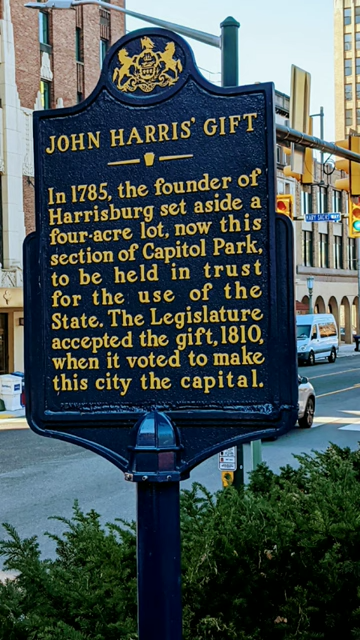 JOHN HARRIS' GIFT
In 1785, the founder of
Harrisburg set aside a
four-acre lot, now this
section of Capitol Park,
to be held in trust
for the use of the
State. The Legislature
accepted the gift, 1810,
when it voted to make
this city the capital.